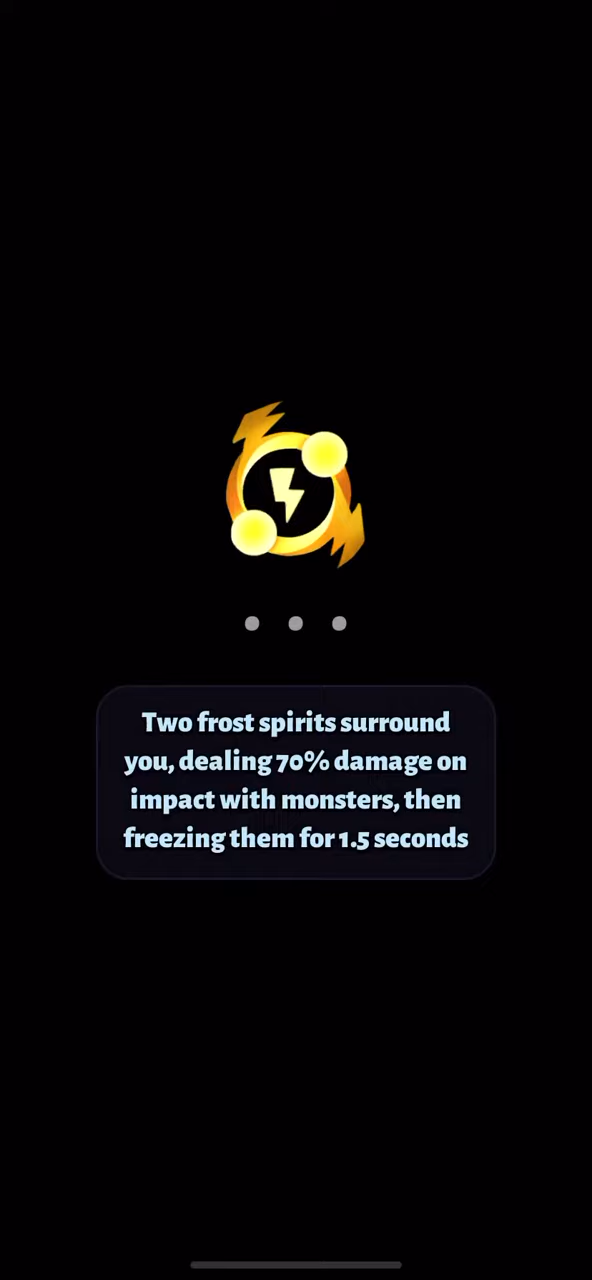 Two frost spirits surround
you, dealing 70% damage on
impact with monsters, then
freezing them for 1.5 seconds